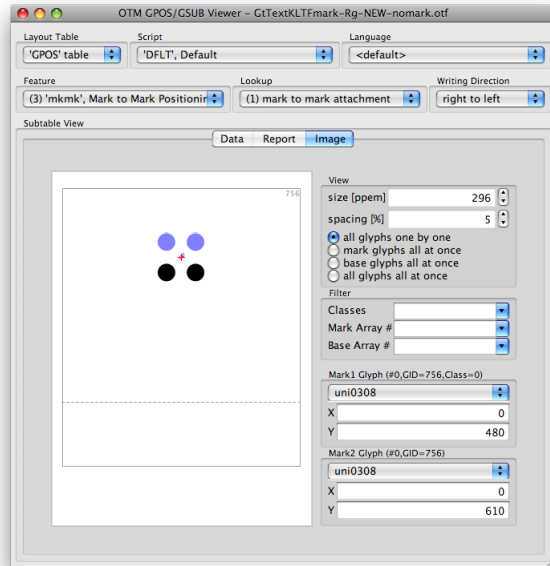 OTM GPOS/GSUB Viewer - GtTextKLTFmark-Rg-NEW-nomark.otf
Layout Table Script Language
'GPOS' table 'DFLT', Default <default>
Feature Lookup Writing Direction
(3) 'mkmk', Mark to Mark Positionin (1) mark to mark attachment right to left
Subtable View
Data Report Image
756
View
size [ppem] 296
spacing [%] 5
all glyphs one by one
mark glyphs all at once
base glyphs all at once
all glyphs all at once
Filter
Classes
Mark Array #
Base Array #
Mark1 Glyph (#0,GID=756,Class=0)
uni0308
X 0
Y 480
Mark2 Glyph (#0,GID=756)
uni0308
X 0
Y 610